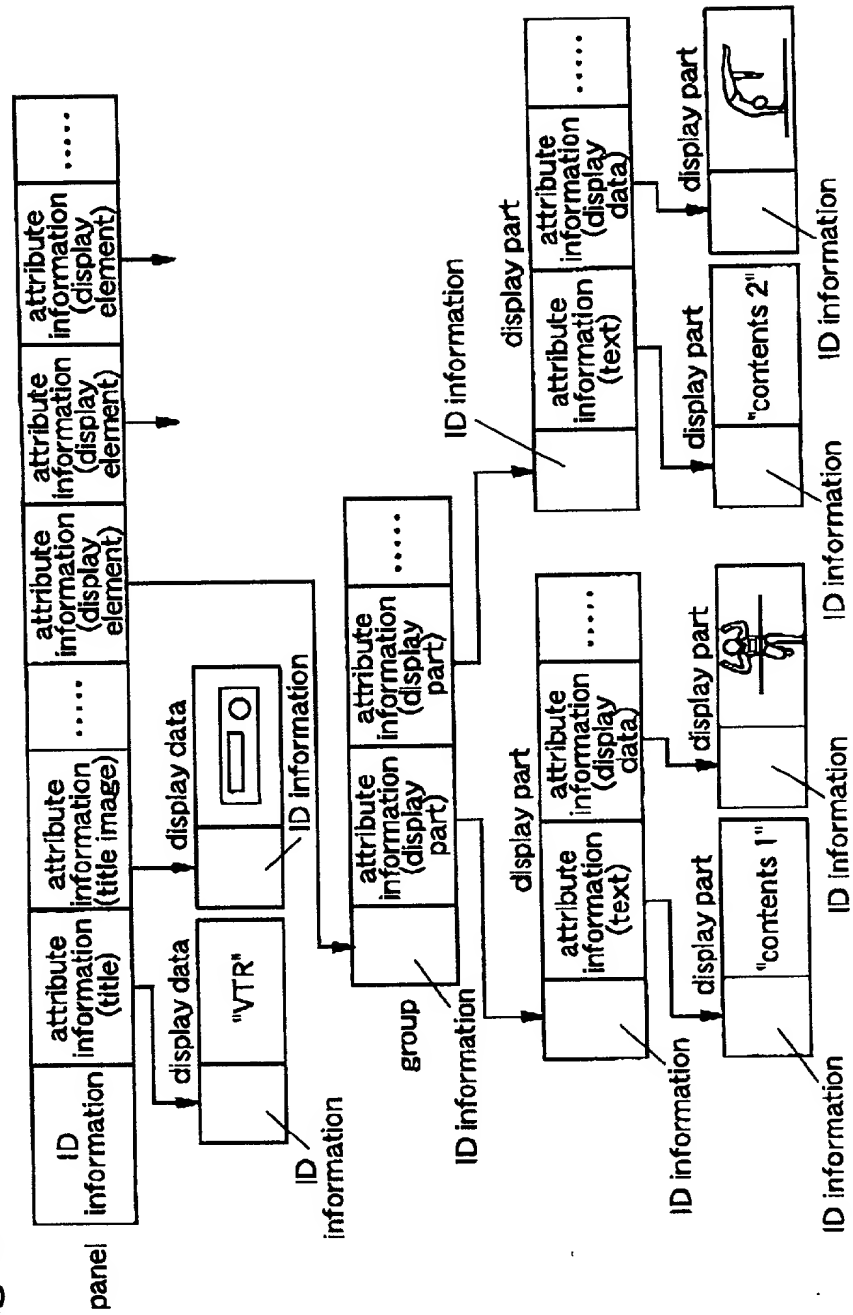 panel
ID
information
attribute
information
(title)
attribute
information
(title image)
.....
attribute
information
(display
element)
attribute
information
(display
element)
attribute
information
(display
element)
.....
display data
"VTR"
ID
information
display data
ID information
group
attribute
information
(display
part)
attribute
information
(display
part)
.....
ID information
display part
attribute
information
(text)
attribute
information
(display
data)
.....
ID information
display part
"contents 1"
ID information
display part
ID information
ID information
display part
attribute
information
(text)
attribute
information
(display
data)
.....
display part
"contents 2"
ID information
display part
ID information